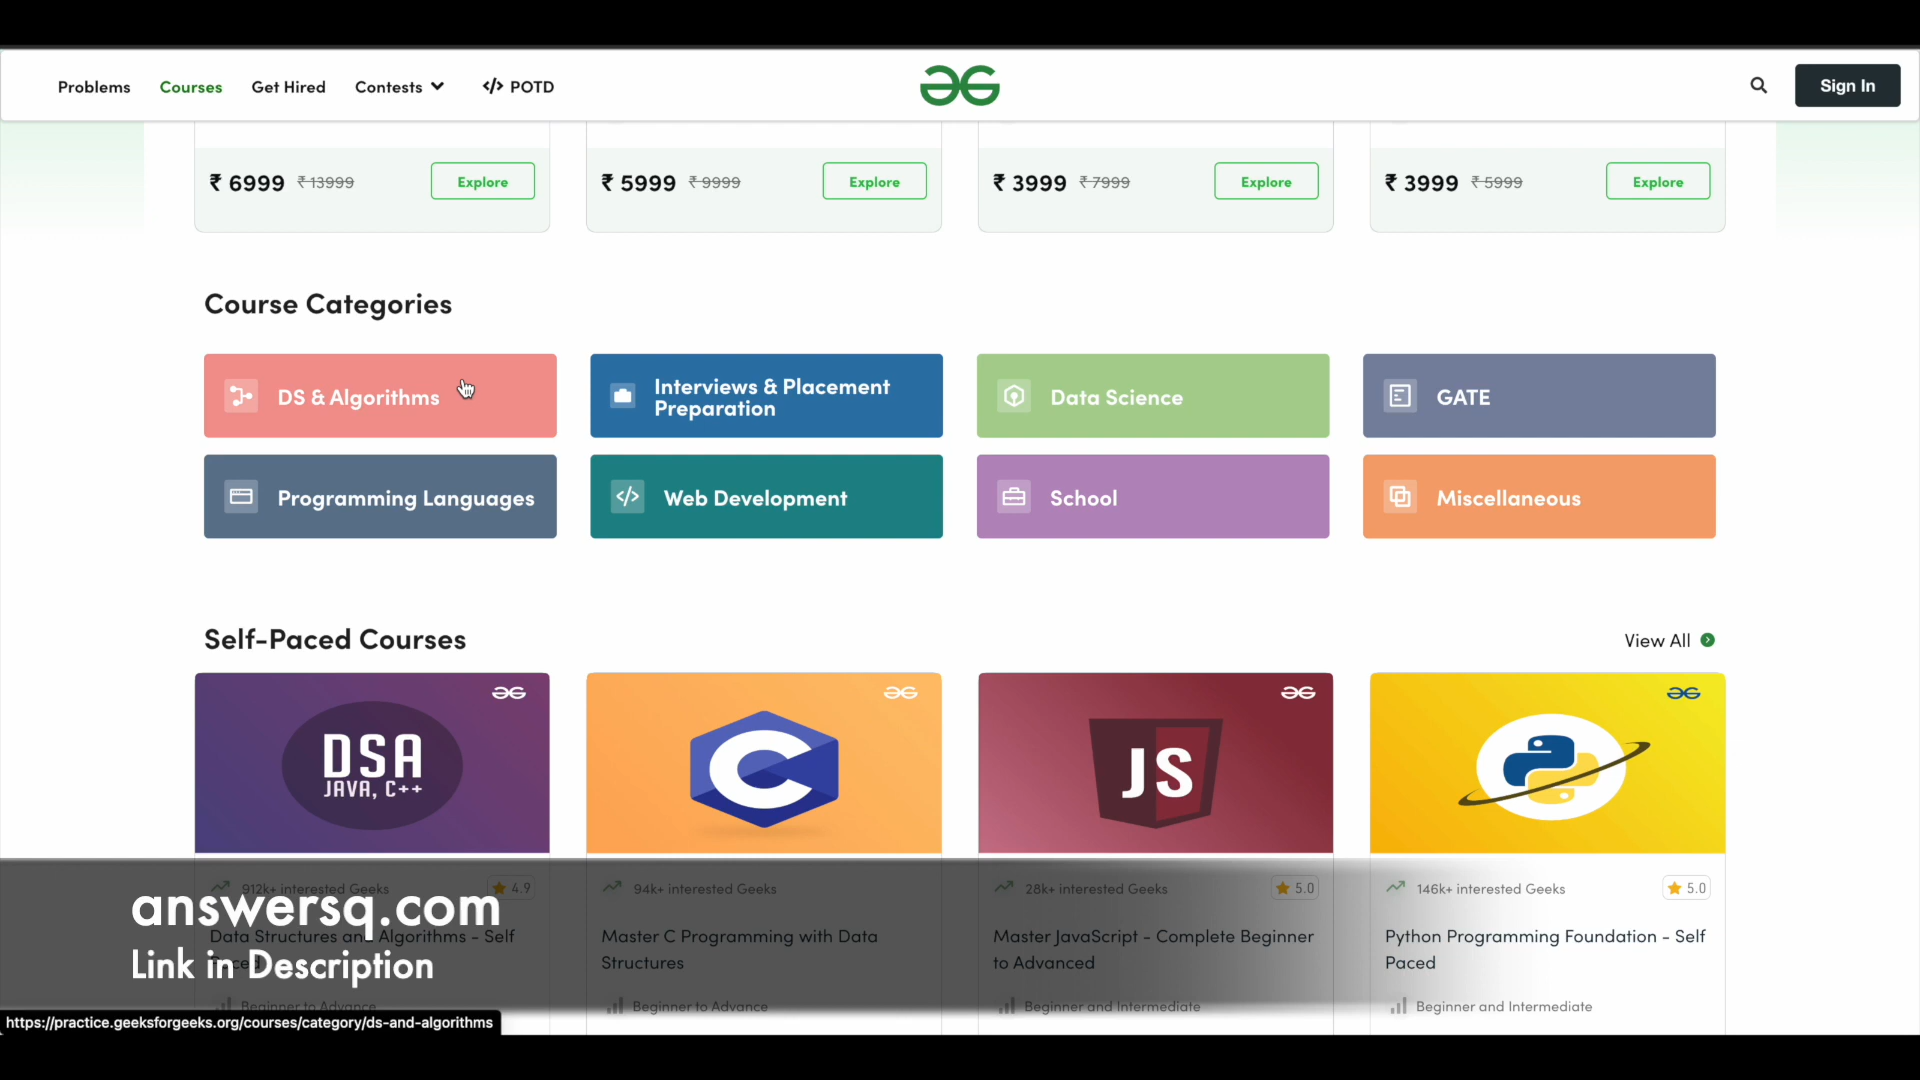 Problems Courses Get Hired Contests </> POTD Sign In
₹ 6999 ₹ 13999 Explore ₹ 5999 ₹ 9999 Explore ₹ 3999 ₹ 7999 Explore ₹ 3999 ₹ 5999 Explore
Course Categories
DS & Algorithms
Interviews & Placement
Preparation
Data Science
GATE
Programming Languages
Web Development
School
Miscellaneous
Self-Paced Courses
View All
DSA
JAVA, C++
C
JS
912k+ interested Geeks 4.9
94k+ interested Geeks
28k+ interested Geeks 5.0
146k+ interested Geeks 5.0
Data Structures and Algorithms - Self
Paced
Master C Programming with Data
Structures
Master JavaScript - Complete Beginner
to Advanced
Python Programming Foundation - Self
Paced
Beginner to Advance
Beginner to Advance
Beginner and Intermediate
Beginner and Intermediate
answersq.com
Link in Description
https://practice.geeksforgeeks.org/courses/category/ds-and-algorithms